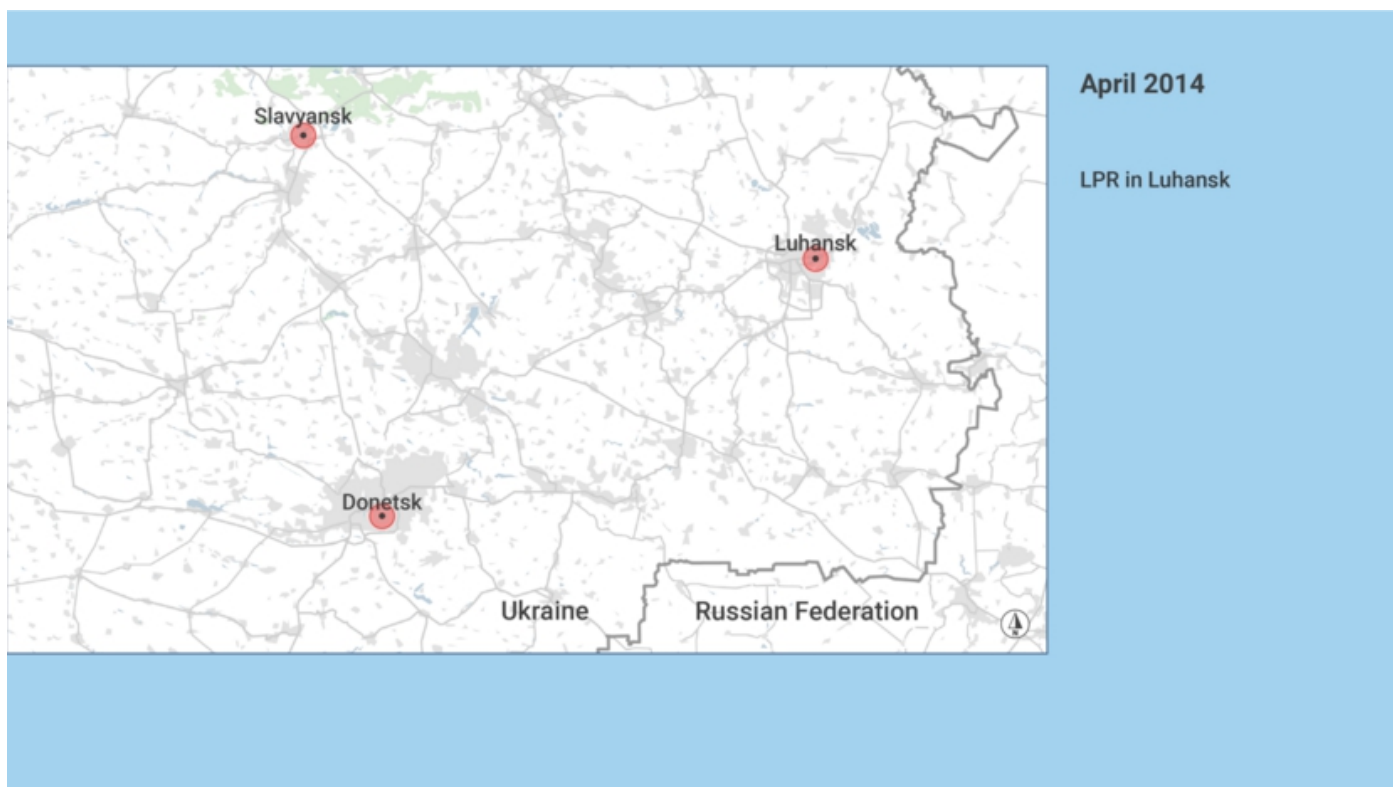 April 2014
LPR in Luhansk
Slavyansk
Luhansk
Donetsk
Ukraine
Russian Federation
N